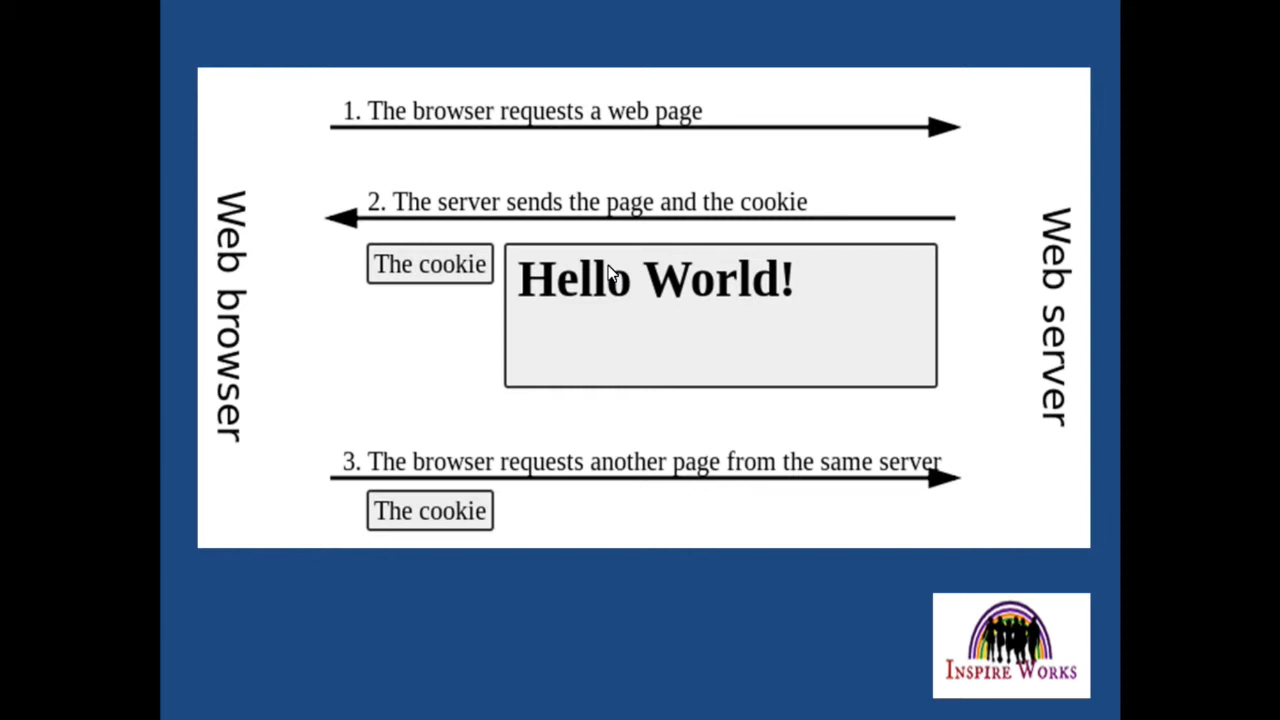 1. The browser requests a web page
2. The server sends the page and the cookie
Web browser
Web server
The cookie
Hello World!
3. The browser requests another page from the same server
The cookie
INSPIRE WORKS